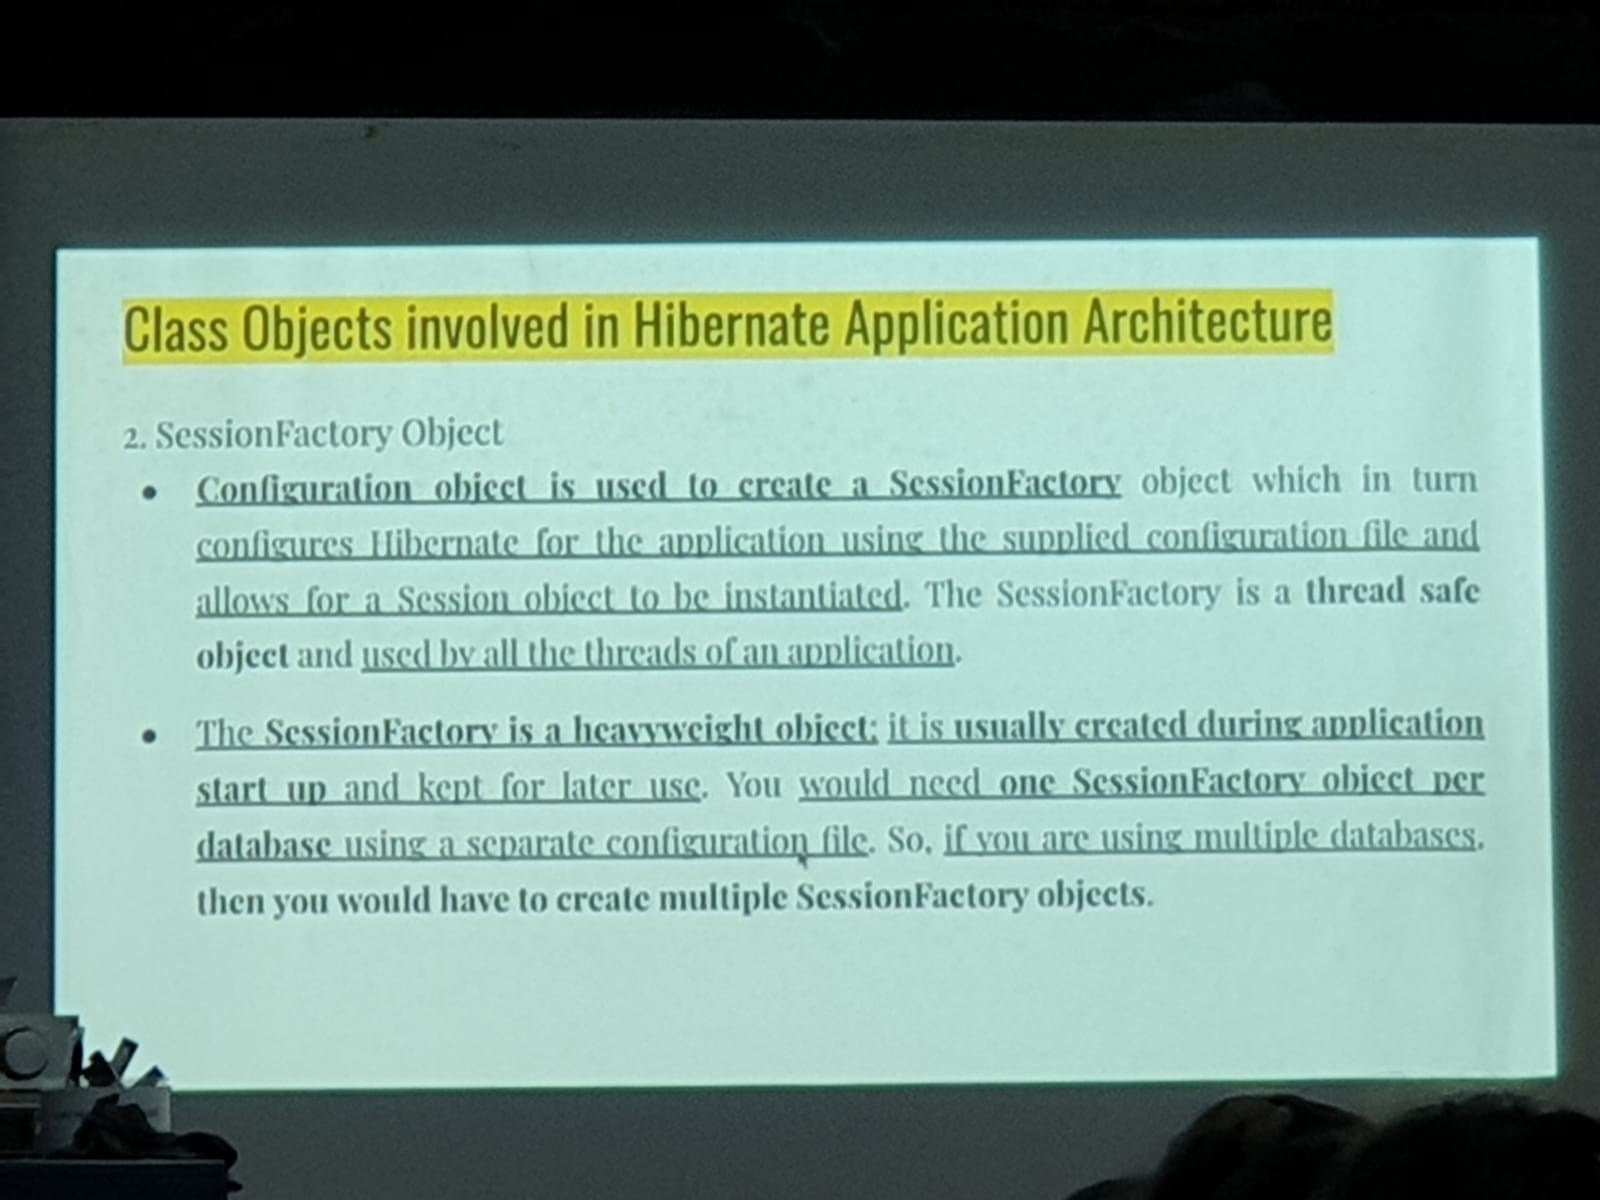 Class Objects involved in Hibernate Application Architecture
2. SessionFactory Object
• Configuration object is used to create a SessionFactory object which in turn
configures Hibernate for the application using the supplied configuration file and
allows for a Session object to be instantiated. The SessionFactory is a thread safe
object and used by all the threads of an application.
• The SessionFactory is a heavyweight object; it is usually created during application
start up and kept for later use. You would need one SessionFactory object per
database using a separate configuration file. So, if you are using multiple databases,
then you would have to create multiple SessionFactory objects.